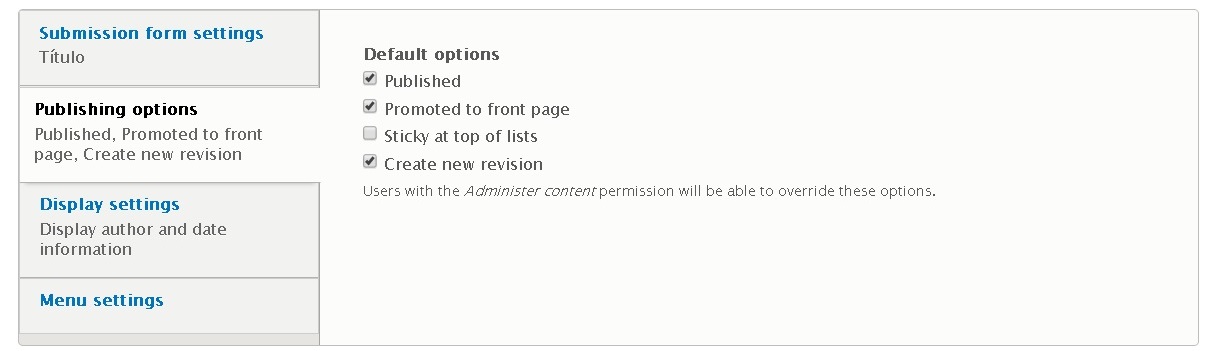 Submission form settings
Título
Publishing options
Published, Promoted to front
page, Create new revision
Display settings
Display author and date
information
Menu settings
Default options
Published
Promoted to front page
Sticky at top of lists
Create new revision
Users with the Administer content permission will be able to override these options.